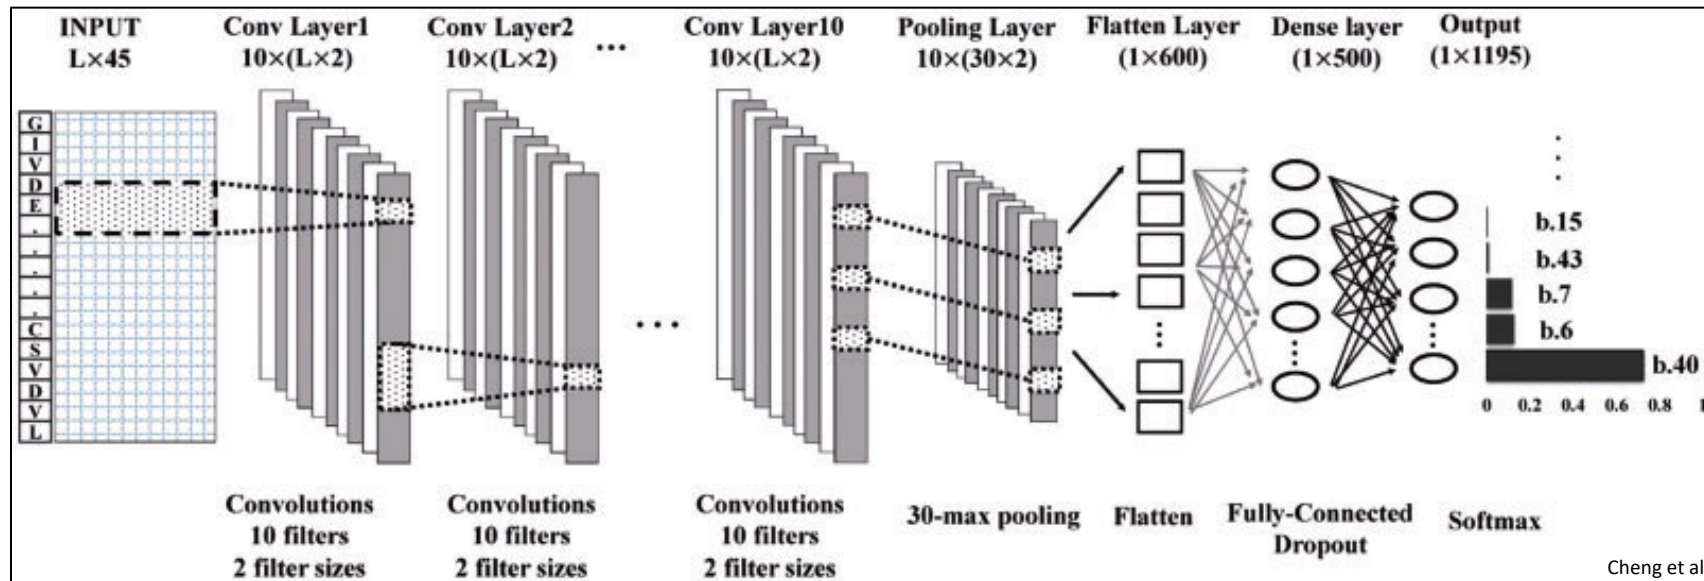 INPUT
L×45
Conv Layer1
10×(L×2)
Conv Layer2
10×(L×2)
...
Conv Layer10
10×(L×2)
Pooling Layer
10×(30×2)
Flatten Layer
(1×600)
Dense layer
(1×500)
Output
(1×1195)
G
I
V
D
E
.
.
.
.
C
S
V
D
V
L
...
b.15
b.43
b.7
b.6
b.40
0 0.2 0.4 0.6 0.8 1
Convolutions
10 filters
2 filter sizes
Convolutions
10 filters
2 filter sizes
Convolutions
10 filters
2 filter sizes
30-max pooling
Flatten
Fully-Connected
Dropout
Softmax
Cheng et al